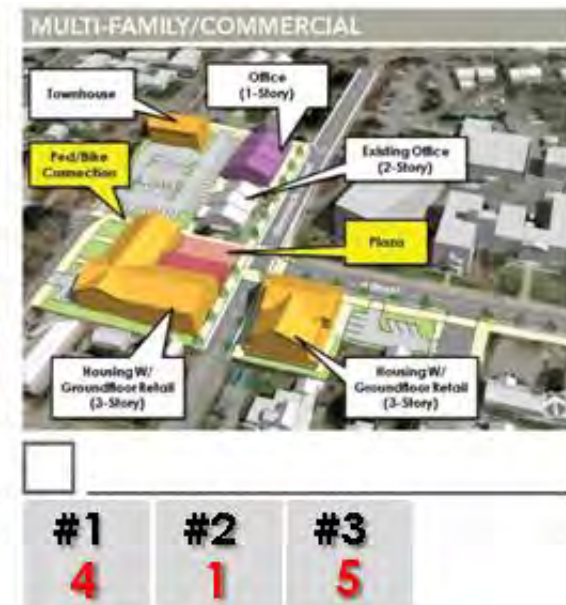 MULTI-FAMILY/COMMERCIAL
Townhouse
Office
(1-Story)
Ped/Bike
Connection
Existing Office
(2-Story)
Plaza
Housing W/
Groundfloor Retail
(3-Story)
Housing W/
Groundfloor Retail
(3-Story)
#1 #2 #3
4 1 5